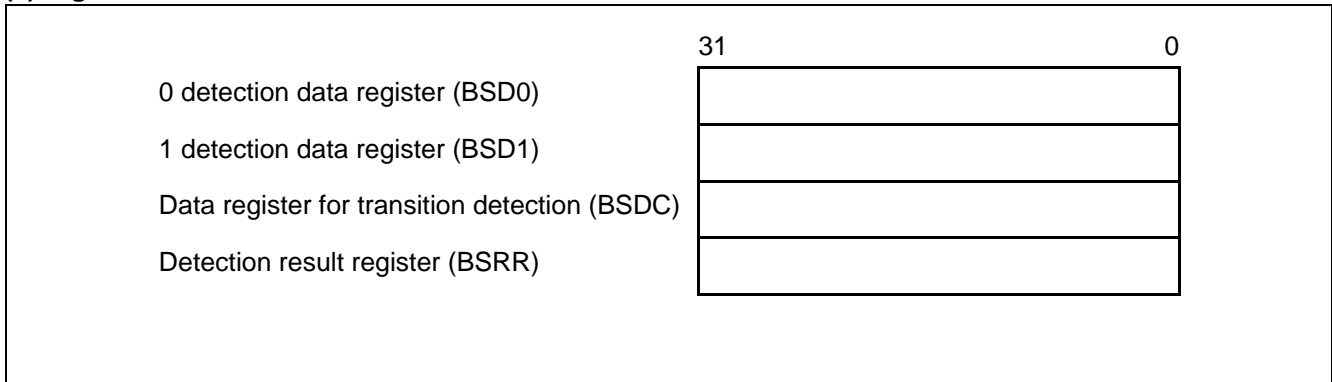 31 0
0 detection data register (BSD0)
1 detection data register (BSD1)
Data register for transition detection (BSDC)
Detection result register (BSRR)